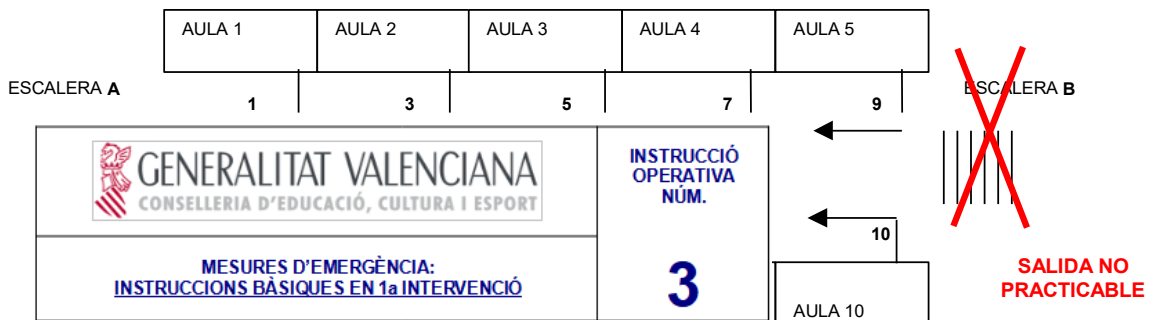 AULA 1
AULA 2
AULA 3
AULA 4
AULA 5
ESCALERA A
ESCALERA B
1
3
5
7
9
GENERALITAT VALENCIANA
CONSELLERIA D'EDUCACIÓ, CULTURA I ESPORT
INSTRUCCIÓ
OPERATIVA
NÚM.
3
MESURES D'EMERGÈNCIA:
INSTRUCCIONS BÀSIQUES EN 1a INTERVENCIÓ
10
AULA 10
SALIDA NO
PRACTICABLE